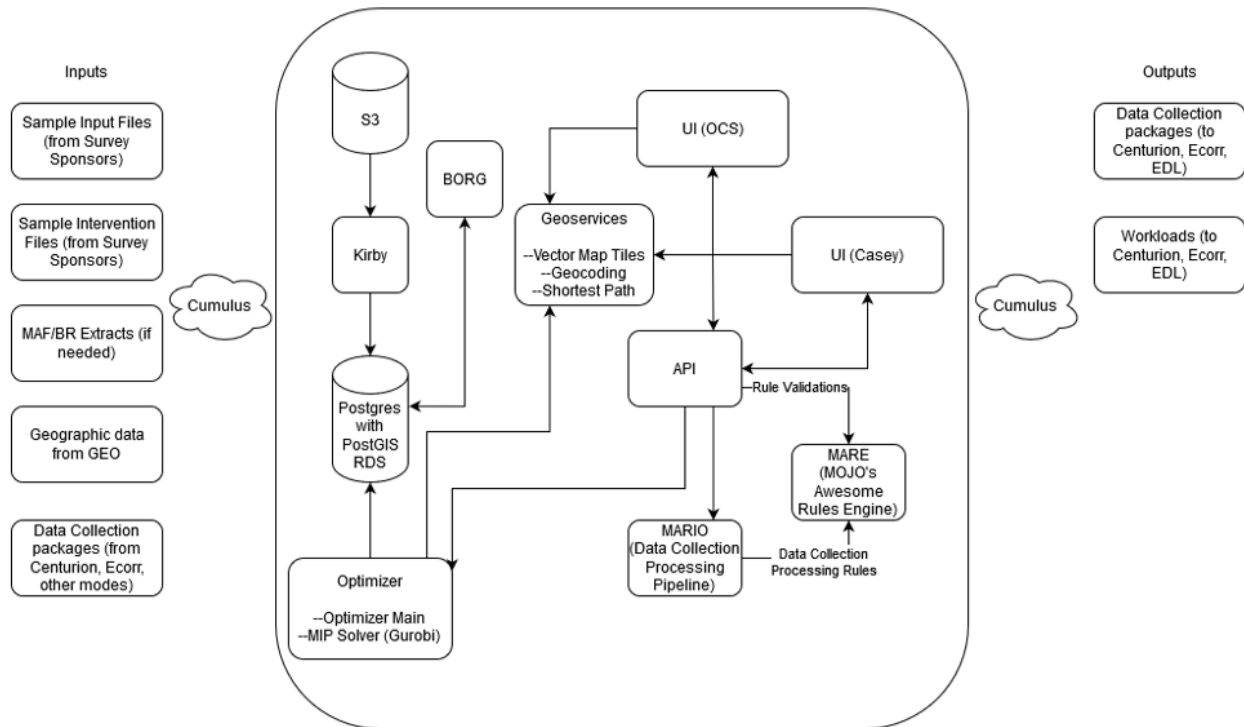 Inputs
Sample Input Files
(from Survey
Sponsors)
Sample Intervention
Files (from Survey
Sponsors)
MAF/BR Extracts (if
needed)
Geographic data
from GEO
Data Collection
packages (from
Centurion, Ecorr,
other modes)
Cumulus
S3
Kirby
BORG
Postgres
with
PostGIS
RDS
Optimizer
--Optimizer Main
--MIP Solver (Gurobi)
Geoservices
--Vector Map Tiles
--Geocoding
--Shortest Path
UI (OCS)
UI (Casey)
API
Rule Validations
MARE
(MOJO's
Awesome
Rules Engine)
MARIO
(Data Collection
Processing
Pipeline)
Data Collection
Processing Rules
Cumulus
Outputs
Data Collection
packages (to
Centurion, Ecorr,
EDL)
Workloads (to
Centurion, Ecorr,
EDL)